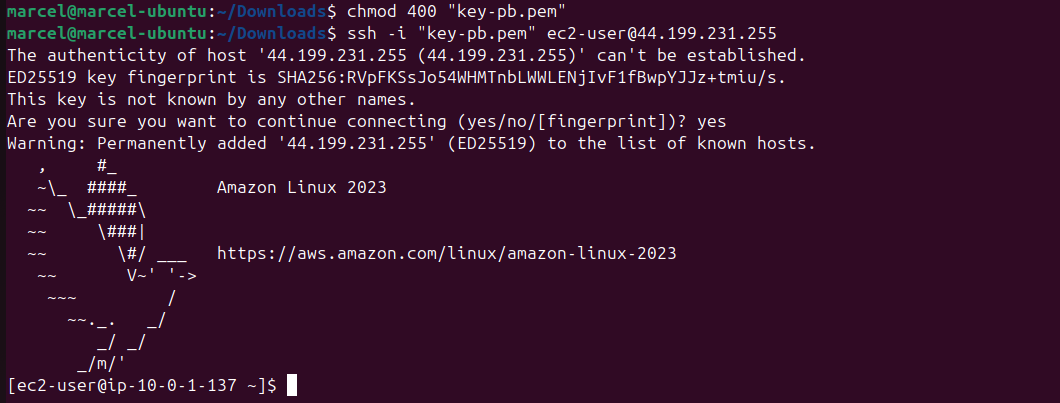 marcel@marcel-ubuntu:~/Downloads$ chmod 400 "key-pb.pem"
marcel@marcel-ubuntu:~/Downloads$ ssh -i "key-pb.pem" ec2-user@44.199.231.255
The authenticity of host '44.199.231.255 (44.199.231.255)' can't be established.
ED25519 key fingerprint is SHA256:RVpFKSsJo54WHMTnbLWWLENjIvF1fBwpYJJz+tmiu/s.
This key is not known by any other names.
Are you sure you want to continue connecting (yes/no/[fingerprint])? yes
Warning: Permanently added '44.199.231.255' (ED25519) to the list of known hosts.
   ,     #_
   ~\_  ####_        Amazon Linux 2023
  ~~  \_#####\
  ~~     \###|
  ~~       \#/ ___   https://aws.amazon.com/linux/amazon-linux-2023
   ~~       V~' '->
    ~~~         /
      ~~._.   _/
         _/ _/
       _/m/'
[ec2-user@ip-10-0-1-137 ~]$